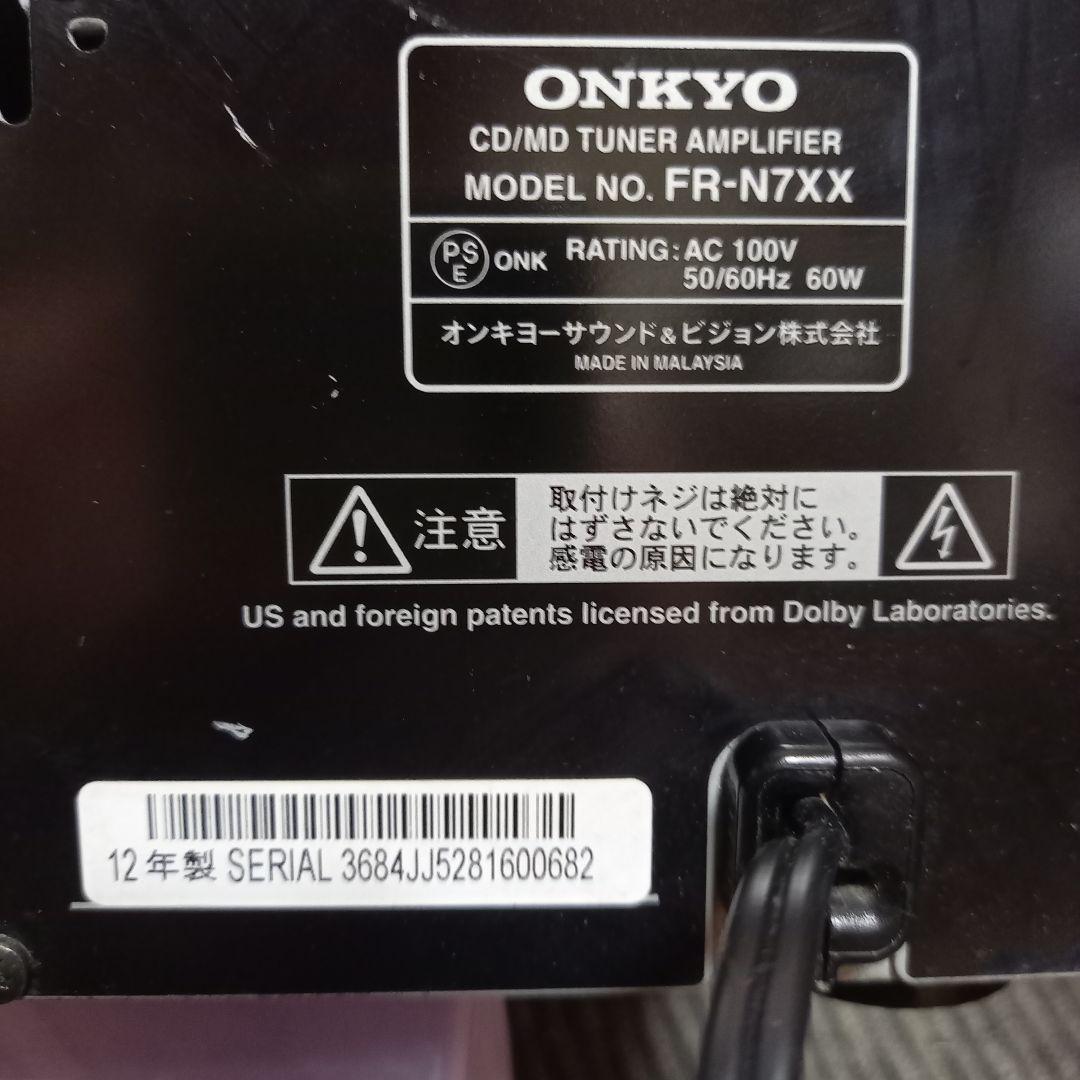 ONKYO
CD/MD TUNER AMPLIFIER
MODEL NO. FR-N7XX
PS
E
ONK
RATING: AC 100V
50/60Hz 60W
オンキヨーサウンド&ビジョン株式会社
MADE IN MALAYSIA
注意
取付けネジは絶対に
はずさないでください。
感電の原因になります。
US and foreign patents licensed from Dolby Laboratories.
12年製 SERIAL 3684JJ5281600682